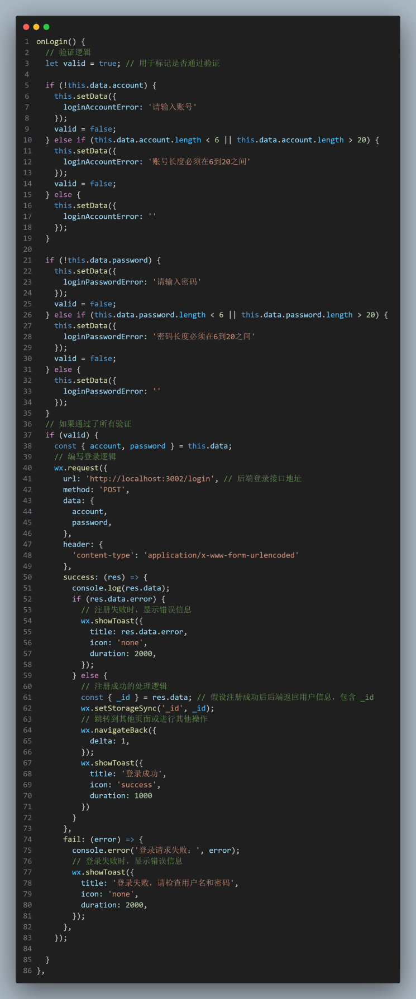 1 onLogin() {
2 // 验证逻辑
3 let valid = true; // 用于标记是否通过验证
4
5 if (!this.data.account) {
6 this.setData({
7 loginAccountError: '请输入账号'
8 });
9 valid = false;
10 } else if (this.data.account.length < 6 || this.data.account.length > 20) {
11 this.setData({
12 loginAccountError: '账号长度必须在6到20之间'
13 });
14 valid = false;
15 } else {
16 this.setData({
17 loginAccountError: ''
18 });
19 }
20
21 if (!this.data.password) {
22 this.setData({
23 loginPasswordError: '请输入密码'
24 });
25 valid = false;
26 } else if (this.data.password.length < 6 || this.data.password.length > 20) {
27 this.setData({
28 loginPasswordError: '密码长度必须在6到20之间'
29 });
30 valid = false;
31 } else {
32 this.setData({
33 loginPasswordError: ''
34 });
35 }
36 // 如果通过了所有验证
37 if (valid) {
38 const { account, password } = this.data;
39 // 编写登录逻辑
40 wx.request({
41 url: 'http://localhost:3002/login', // 后端登录接口地址
42 method: 'POST',
43 data: {
44 account,
45 password,
46 },
47 header: {
48 'content-type': 'application/x-www-form-urlencoded'
49 },
50 success: (res) => {
51 console.log(res.data);
52 if (res.data.error) {
53 // 注册失败时，显示错误信息
54 wx.showToast({
55 title: res.data.error,
56 icon: 'none',
57 duration: 2000,
58 });
59 } else {
60 // 注册成功的处理逻辑
61 const { _id } = res.data; // 假设注册成功后后端返回用户信息，包含 _id
62 wx.setStorageSync('_id', _id);
63 // 跳转到其他页面或进行其他操作
64 wx.navigateBack({
65 delta: 1,
66 });
67 wx.showToast({
68 title: '登录成功',
69 icon: 'success',
70 duration: 1000
71 })
72 }
73 },
74 fail: (error) => {
75 console.error('登录请求失败：', error);
76 // 登录失败时，显示错误信息
77 wx.showToast({
78 title: '登录失败，请检查用户名和密码',
79 icon: 'none',
80 duration: 2000,
81 });
82 },
83 });
84
85 }
86 },